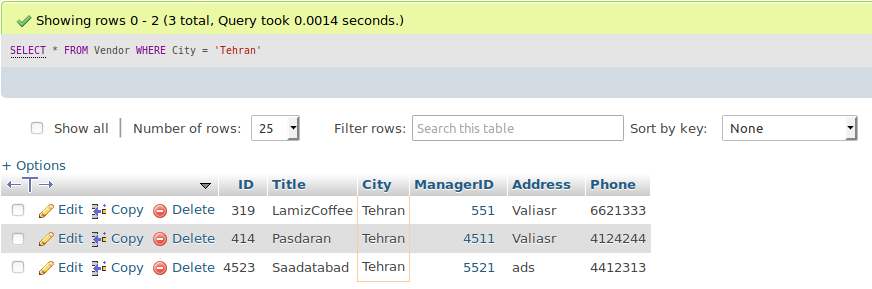 Showing rows 0 - 2 (3 total, Query took 0.0014 seconds.)
SELECT * FROM Vendor WHERE City = 'Tehran'
Show all Number of rows: 25 Filter rows: Search this table Sort by key: None
+ Options
←T→ ID Title City ManagerID Address Phone
Edit Copy Delete 319 LamizCoffee Tehran 551 Valiasr 6621333
Edit Copy Delete 414 Pasdaran Tehran 4511 Valiasr 4124244
Edit Copy Delete 4523 Saadatabad Tehran 5521 ads 4412313